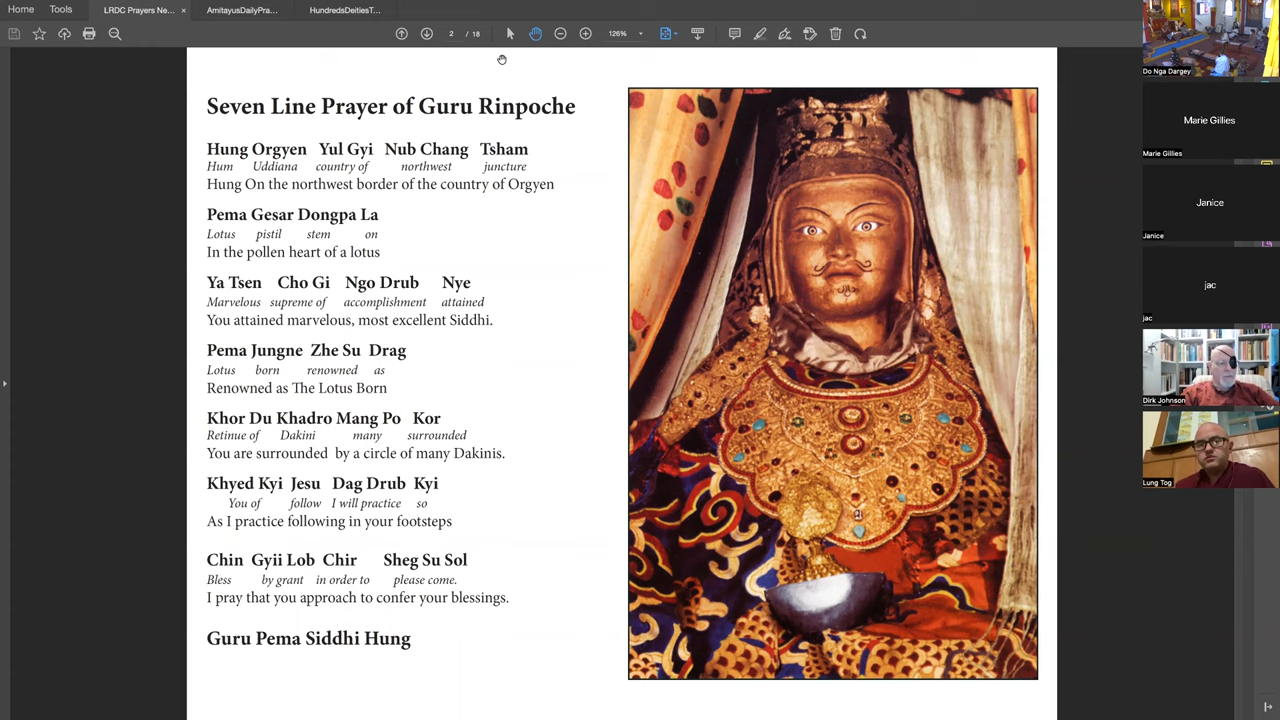 Home Tools LRDC Prayers Ne... × AmitayusDailyPra... HundredsDeitiesT...
2 / 18 126%
Seven Line Prayer of Guru Rinpoche
Hung Orgyen Yul Gyi Nub Chang Tsham
Hum Uddiana country of northwest juncture
Hung On the northwest border of the country of Orgyen
Pema Gesar Dongpa La
Lotus pistil stem on
In the pollen heart of a lotus
Ya Tsen Cho Gi Ngo Drub Nye
Marvelous supreme of accomplishment attained
You attained marvelous, most excellent Siddhi.
Pema Jungne Zhe Su Drag
Lotus born renowned as
Renowned as The Lotus Born
Khor Du Khadro Mang Po Kor
Retinue of Dakini many surrounded
You are surrounded by a circle of many Dakinis.
Khyed Kyi Jesu Dag Drub Kyi
You of follow I will practice so
As I practice following in your footsteps
Chin Gyii Lob Chir Sheg Su Sol
Bless by grant in order to please come.
I pray that you approach to confer your blessings.
Guru Pema Siddhi Hung
Do Nga Dargey
Marie Gillies
Marie Gillies
Janice
Janice
jac
jac
Dirk Johnson
Lung Tog